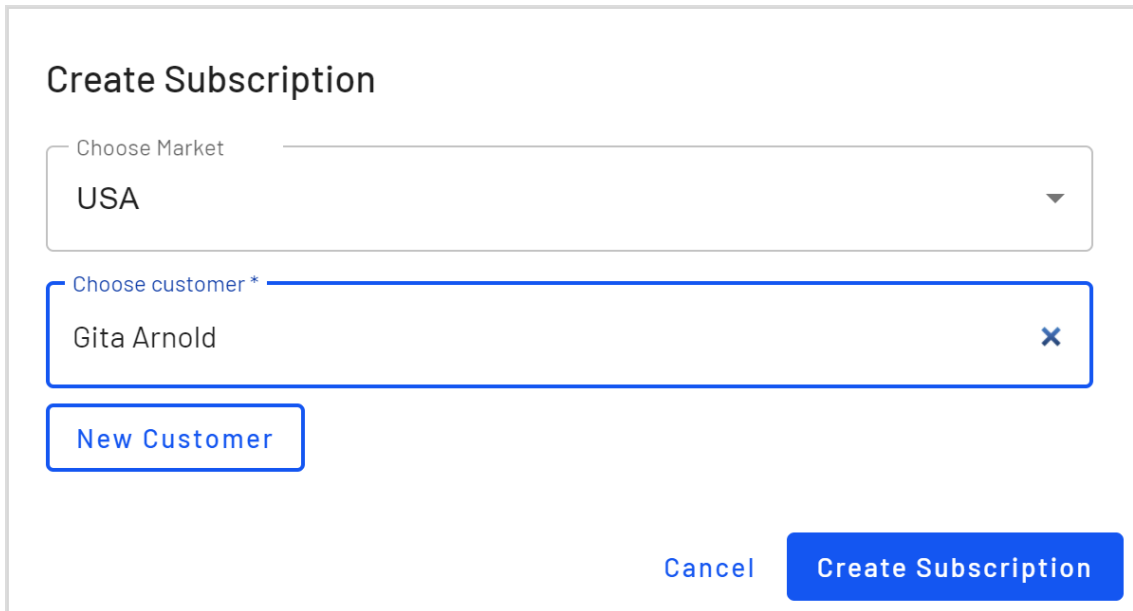 Create Subscription
Choose Market
USA
Choose customer *
Gita Arnold
New Customer
Cancel
Create Subscription